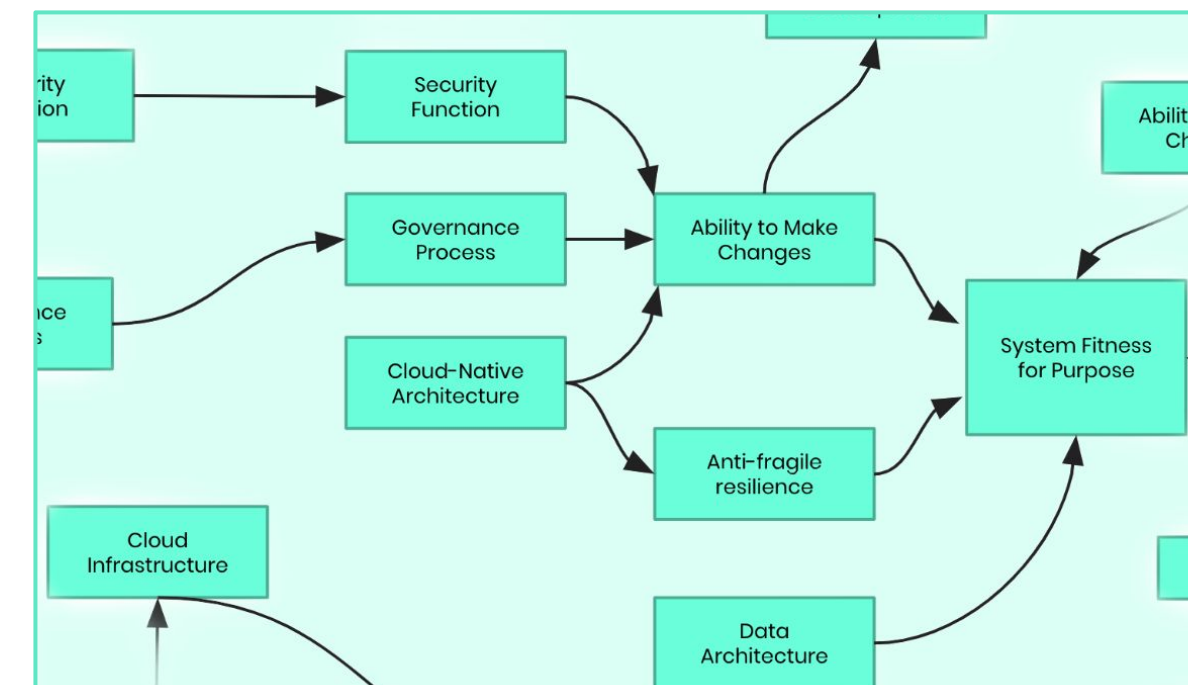 Security
Function
Governance
Process
Ability to Make
Changes
Cloud-Native
Architecture
System Fitness
for Purpose
Anti-fragile
resilience
Cloud
Infrastructure
Data
Architecture